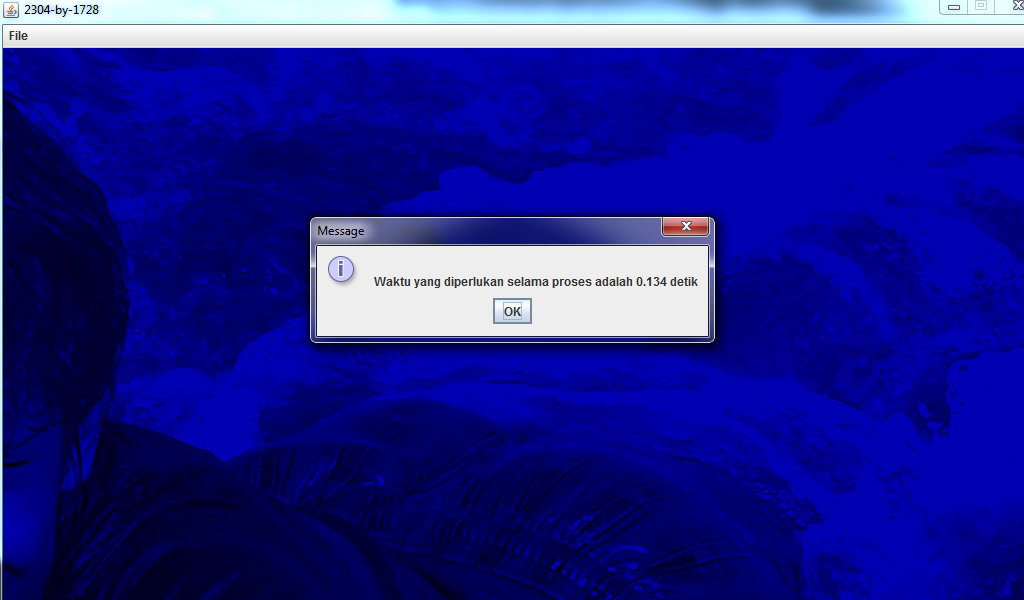 2304-by-1728
File
Message
Waktu yang diperlukan selama proses adalah 0.134 detik
OK